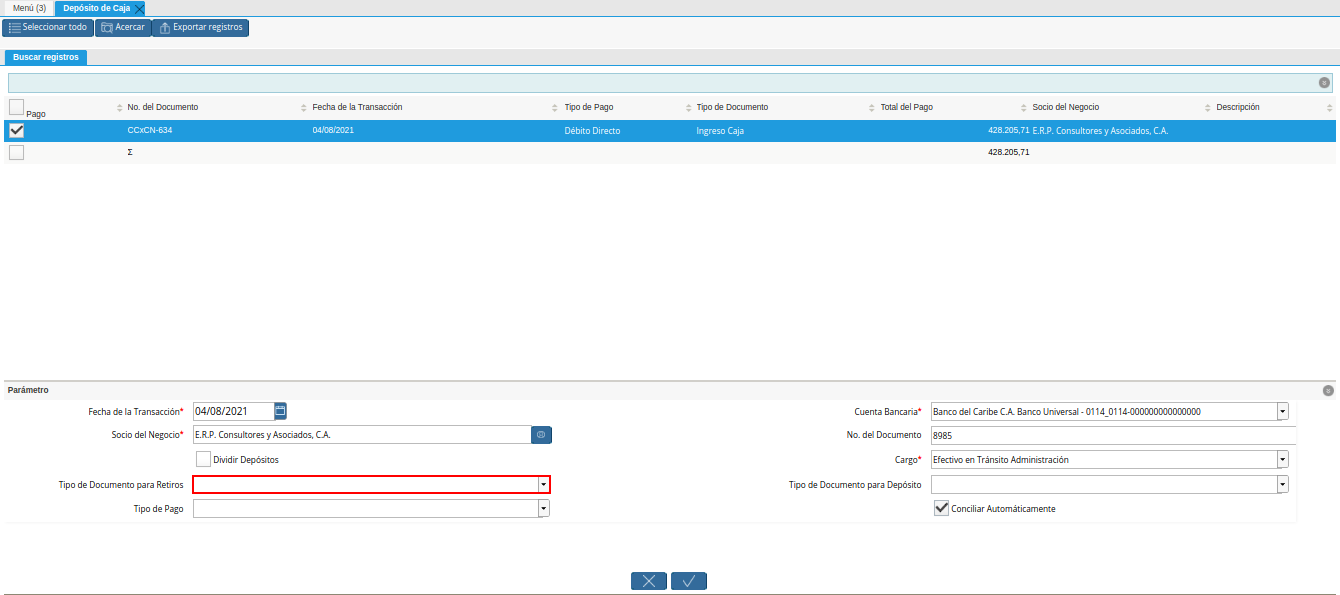 Menú (3) Depósito de Caja
Seleccionar todo Acercar Exportar registros
Buscar registros
Pago No. del Documento Fecha de la Transacción Tipo de Pago Tipo de Documento Total del Pago Socio del Negocio Descripción
CCxCN-634 04/08/2021 Débito Directo Ingreso Caja 428.205,71 E.R.P. Consultores y Asociados, C.A.
Σ 428.205,71
Parámetro
Fecha de la Transacción* 04/08/2021 Cuenta Bancaria* Banco del Caribe C.A. Banco Universal - 0114_0114-000000000000000
Socio del Negocio* E.R.P. Consultores y Asociados, C.A. No. del Documento 8985
Dividir Depósitos Cargo* Efectivo en Tránsito Administración
Tipo de Documento para Retiros Tipo de Documento para Depósito
Tipo de Pago Conciliar Automáticamente